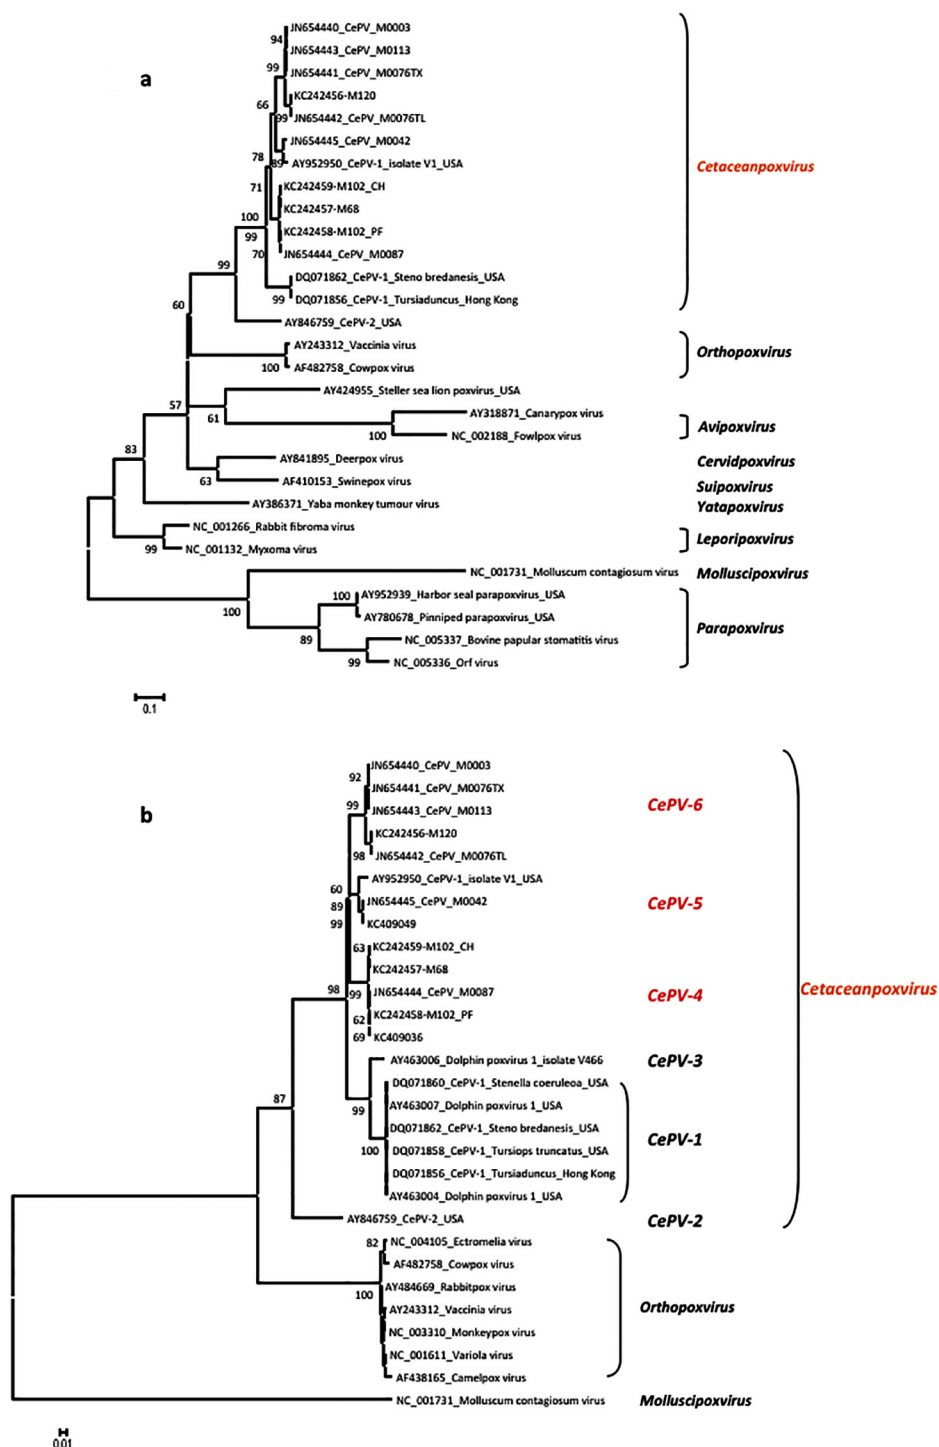 a
JN654440_CePV_M0003
94
JN654443_CePV_M0113
99
JN654441_CePV_M0076TX
KC242456-M120
66
99
JN654442_CePV_M0076TL
JN654445_CePV_M0042
78
89
AY952950_CePV-1_isolate V1_USA
Cetaceanpoxvirus
71
KC242459-M102_CH
KC242457-M68
100
KC242458-M102_PF
99
70
JN654444_CePV_M0087
99
DQ071862_CePV-1_Steno bredanesis_USA
99
DQ071856_CePV-1_Tursiaduncus_Hong Kong
60
AY846759_CePV-2_USA
AY243312_Vaccinia virus
Orthopoxvirus
100
AF482758_Cowpox virus
AY424955_Steller sea lion poxvirus_USA
57
61
AY318871_Canarypox virus
Avipoxvirus
100
NC_002188_Fowlpox virus
83
AY841895_Deerpox virus
Cervidpoxvirus
63
AF410153_Swinepox virus
Suipoxvirus
AY386371_Yaba monkey tumour virus
Yatapoxvirus
NC_001266_Rabbit fibroma virus
Leporipoxvirus
99
NC_001132_Myxoma virus
NC_001731_Molluscum contagiosum virus
Molluscipoxvirus
100
100
AY952939_Harbor seal parapoxvirus_USA
AY780678_Pinniped parapoxvirus_USA
Parapoxvirus
89
NC_005337_Bovine papular stomatitis virus
99
NC_005336_Orf virus
0.1
b
JN654440_CePV_M0003
92
JN654441_CePV_M0076TX
99
JN654443_CePV_M0113
CePV-6
KC242456-M120
98
JN654442_CePV_M0076TL
AY952950_CePV-1_isolate V1_USA
60
89
JN654445_CePV_M0042
CePV-5
99
KC409049
63
KC242459-M102_CH
KC242457-M68
98
99
JN654444_CePV_M0087
CePV-4
Cetaceanpoxvirus
62
KC242458-M102_PF
69
KC409036
AY463006_Dolphin poxvirus 1_isolate V466
CePV-3
DQ071860_CePV-1_Stenella coeruleoa_USA
87
99
AY463007_Dolphin poxvirus 1_USA
DQ071862_CePV-1_Steno bredanesis_USA
CePV-1
100
DQ071858_CePV-1_Tursiops truncatus_USA
DQ071856_CePV-1_Tursiaduncus_Hong Kong
AY463004_Dolphin poxvirus 1_USA
AY846759_CePV-2_USA
CePV-2
82
NC_004105_Ectromelia virus
AF482758_Cowpox virus
100
AY484669_Rabbitpox virus
AY243312_Vaccinia virus
Orthopoxvirus
NC_003310_Monkeypox virus
NC_001611_Variola virus
AF438165_Camelpox virus
NC_001731_Molluscum contagiosum virus
Molluscipoxvirus
0.01